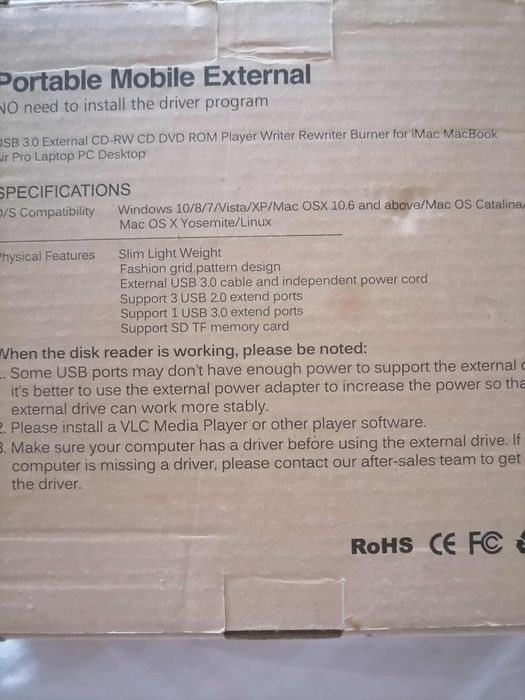 Portable Mobile External
NO need to install the driver program
USB 3.0 External CD-RW CD DVD ROM Player Writer Rewriter Burner for iMac MacBook
Air Pro Laptop PC Desktop
SPECIFICATIONS
O/S Compatibility Windows 10/8/7/Vista/XP/Mac OSX 10.6 and above/Mac OS Catalina/
Mac OS X Yosemite/Linux
Physical Features Slim Light Weight
Fashion grid pattern design
External USB 3.0 cable and independent power cord
Support 3 USB 2.0 extend ports
Support 1 USB 3.0 extend ports
Support SD TF memory card
When the disk reader is working, please be noted:
1. Some USB ports may don't have enough power to support the external
it's better to use the external power adapter to increase the power so tha
external drive can work more stably.
2. Please install a VLC Media Player or other player software.
3. Make sure your computer has a driver before using the external drive. If
computer is missing a driver, please contact our after-sales team to get
the driver.
RoHS CE FC